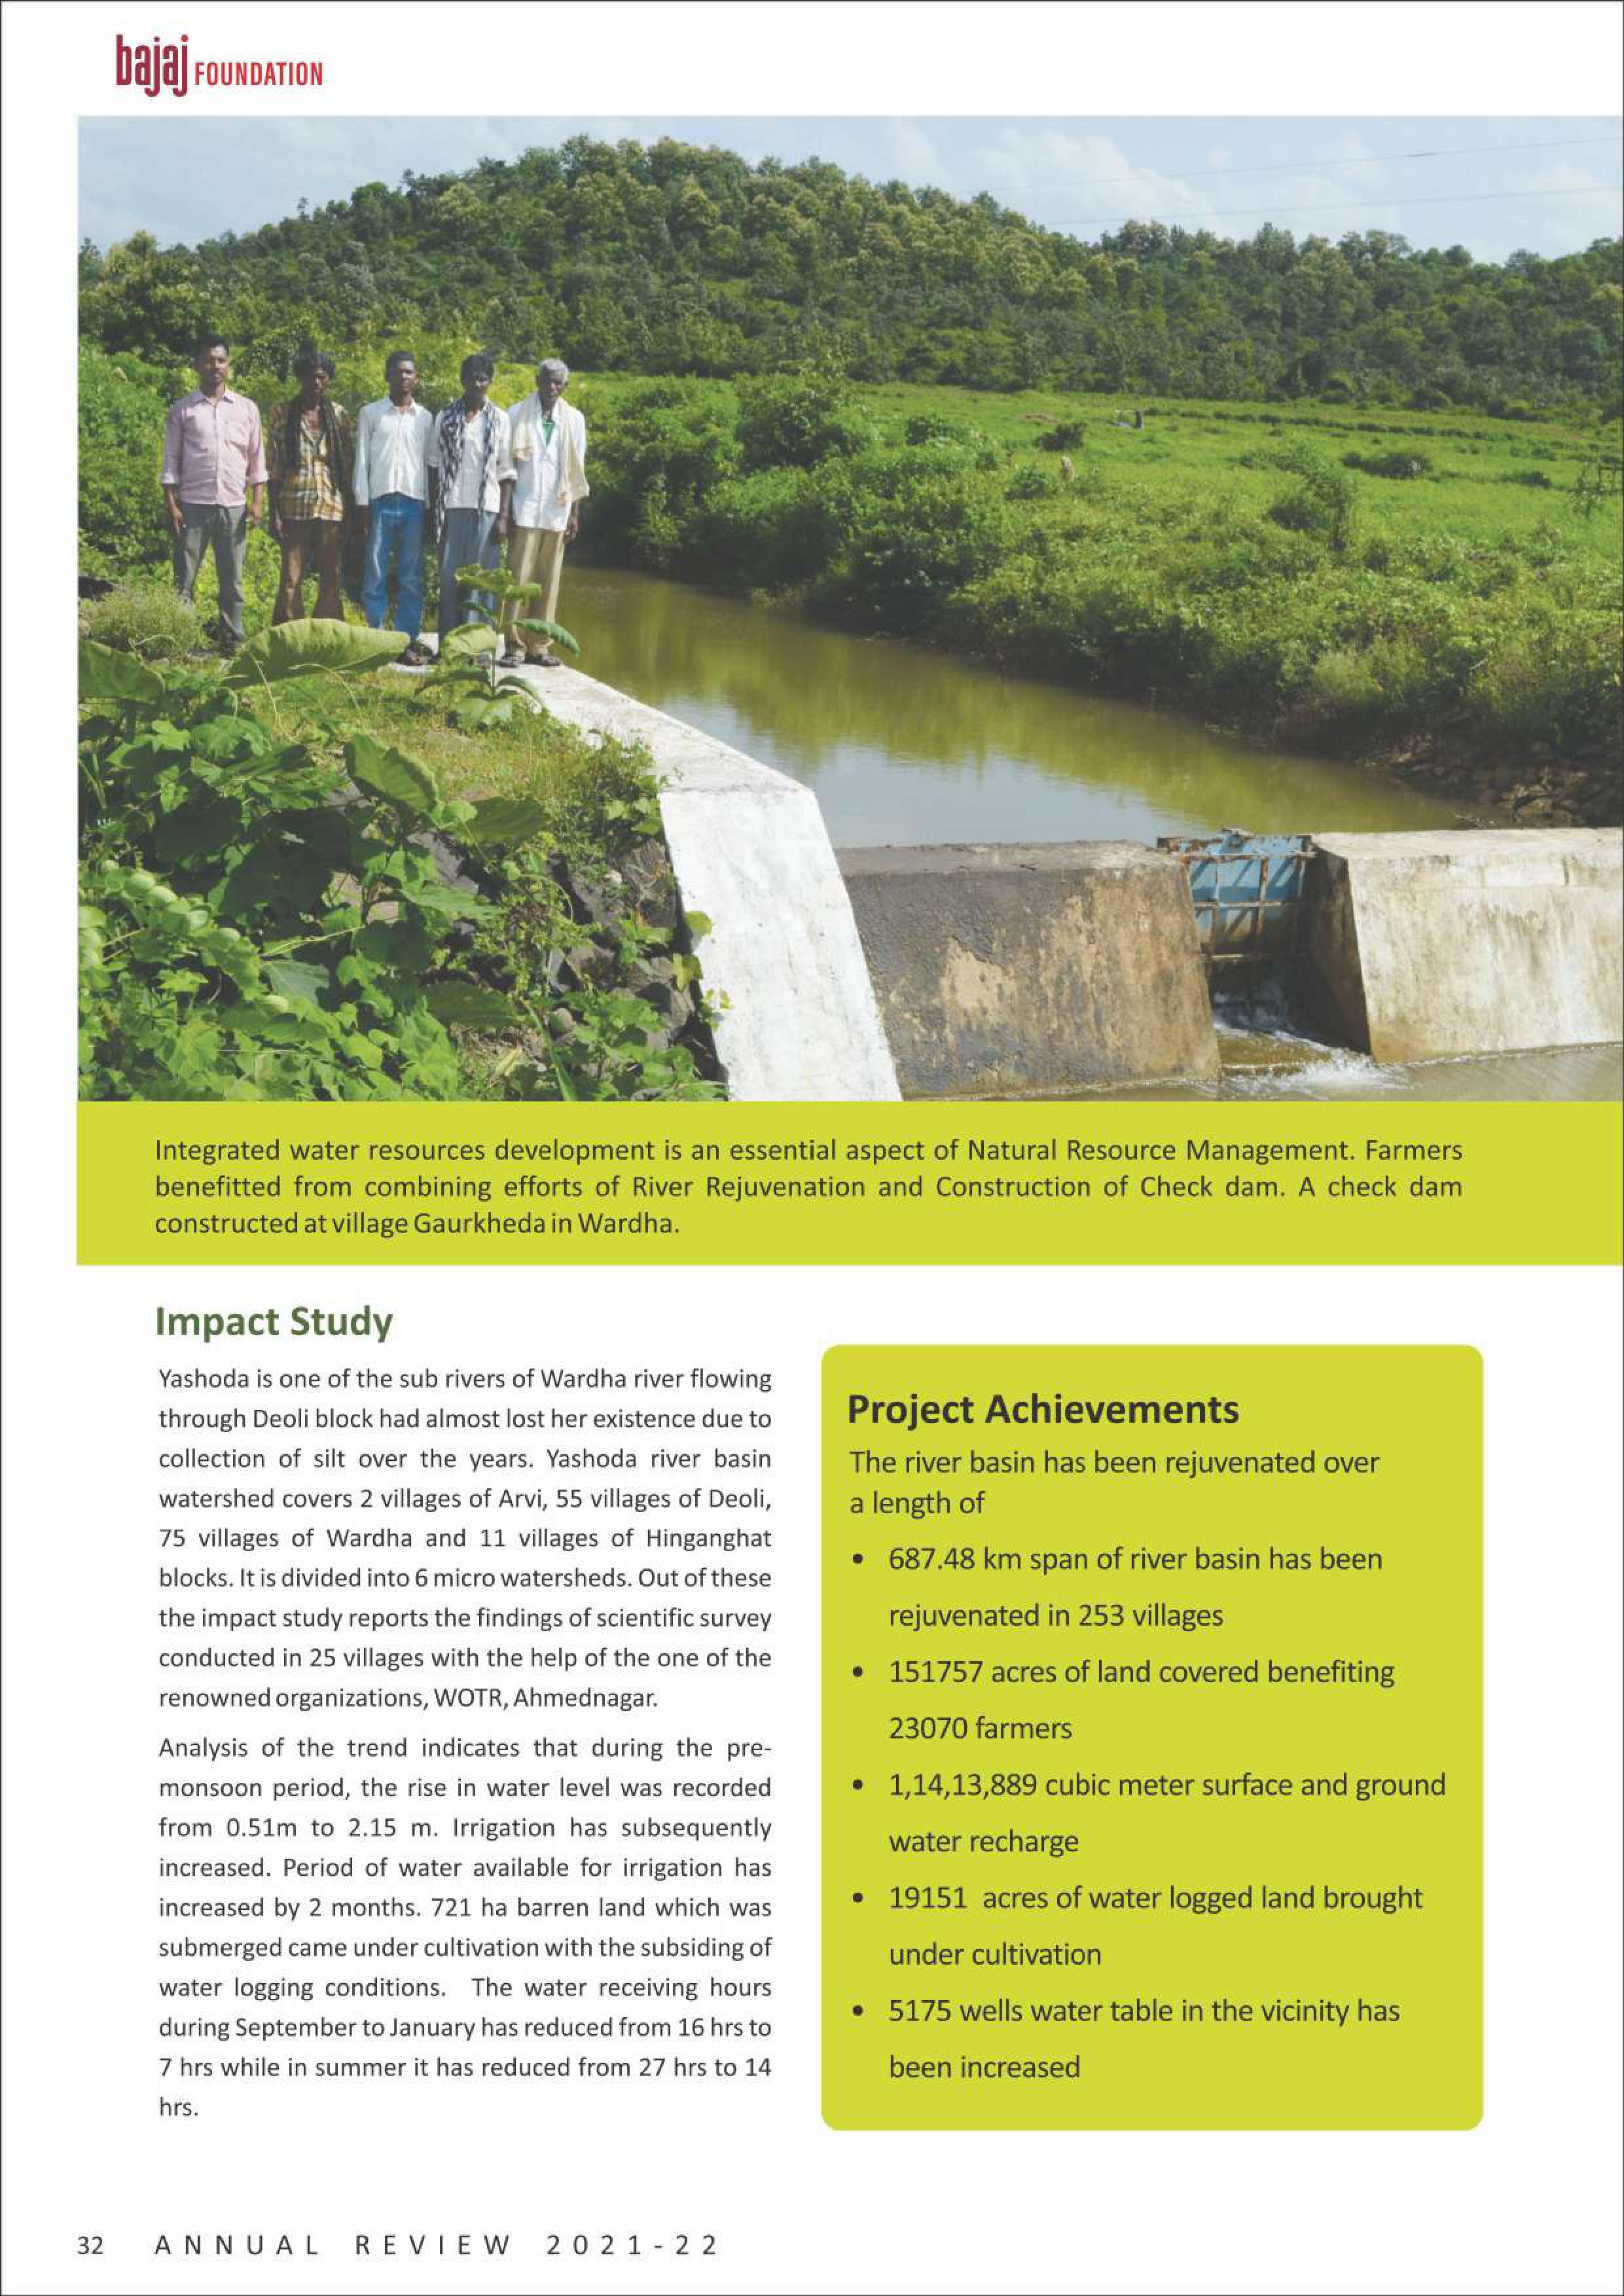 bajaj FOUNDATION
Integrated water resources development is an essential aspect of Natural Resource Management. Farmers
benefitted from combining efforts of River Rejuvenation and Construction of Check dam. A check dam
constructed at village Gaurkheda in Wardha.
Impact Study
Yashoda is one of the sub rivers of Wardha river flowing
through Deoli block had almost lost her existence due to
collection of silt over the years. Yashoda river basin
watershed covers 2 villages of Arvi, 55 villages of Deoli,
75 villages of Wardha and 11 villages of Hinganghat
blocks. It is divided into 6 micro watersheds. Out of these
the impact study reports the findings of scientific survey
conducted in 25 villages with the help of the one of the
renowned organizations, WOTR, Ahmednagar.
Analysis of the trend indicates that during the pre-
monsoon period, the rise in water level was recorded
from 0.51m to 2.15 m. Irrigation has subsequently
increased. Period of water available for irrigation has
increased by 2 months. 721 ha barren land which was
submerged came under cultivation with the subsiding of
water logging conditions. The water receiving hours
during September to January has reduced from 16 hrs to
7 hrs while in summer it has reduced from 27 hrs to 14
hrs.
Project Achievements
The river basin has been rejuvenated over
a length of
• 687.48 km span of river basin has been
rejuvenated in 253 villages
• 151757 acres of land covered benefiting
23070 farmers
• 1,14,13,889 cubic meter surface and ground
water recharge
• 19151 acres of water logged land brought
under cultivation
• 5175 wells water table in the vicinity has
been increased
32 ANNUAL REVIEW 2021-22